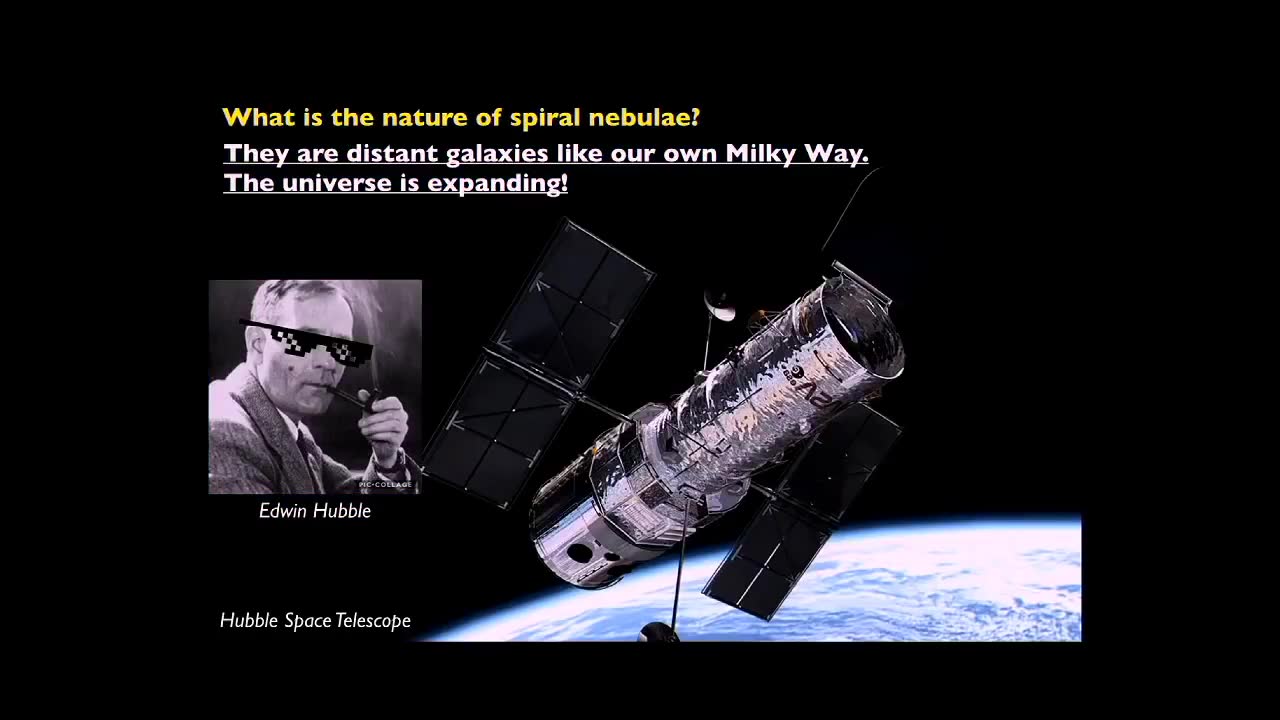 What is the nature of spiral nebulae?
They are distant galaxies like our own Milky Way.
The universe is expanding!
esa
PIC•COLLAGE
Edwin Hubble
Hubble Space Telescope